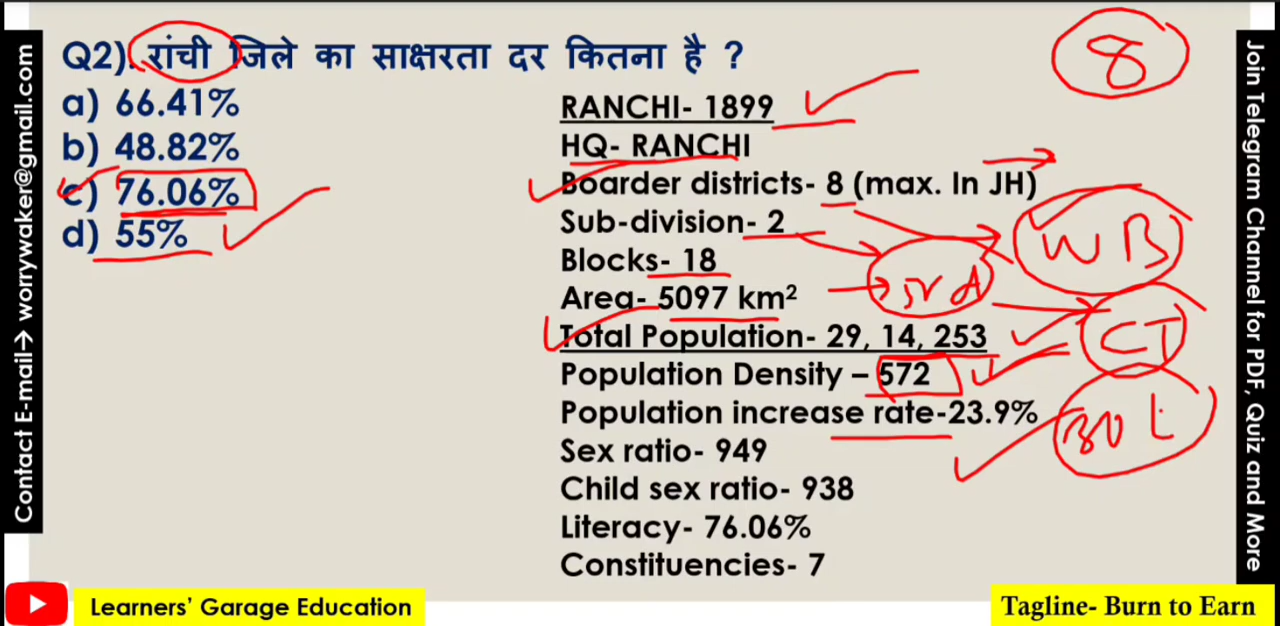 Contact E-mail→ worrywaker@gmail.com
Q2). रांची जिले का साक्षरता दर कितना है ?
a) 66.41%
b) 48.82%
c) 76.06%
d) 55%
RANCHI- 1899
HQ- RANCHI
Boarder districts- 8 (max. In JH)
Sub-division- 2
Blocks- 18
Area- 5097 km²
Total Population- 29, 14, 253
Population Density – 572
Population increase rate-23.9%
Sex ratio- 949
Child sex ratio- 938
Literacy- 76.06%
Constituencies- 7
8
WB
CT
Join Telegram Channel for PDF, Quiz and More
Learners' Garage Education
Tagline- Burn to Earn